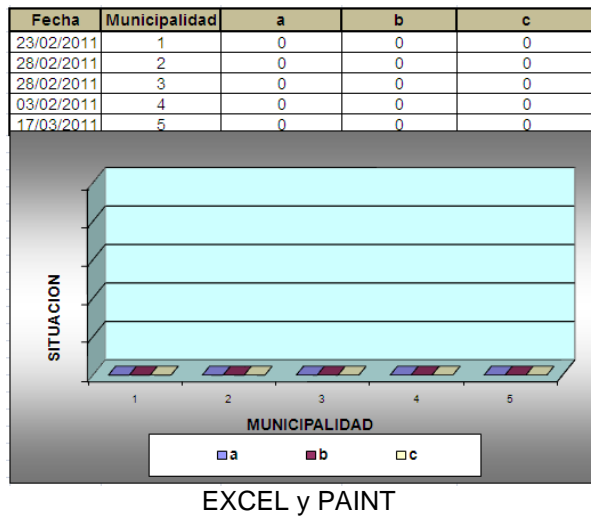 Fecha Municipalidad a b c
23/02/2011 1 0 0 0
28/02/2011 2 0 0 0
28/02/2011 3 0 0 0
03/02/2011 4 0 0 0
17/03/2011 5 0 0 0
SITUACION
1 2 3 4 5
MUNICIPALIDAD
a b c
EXCEL y PAINT